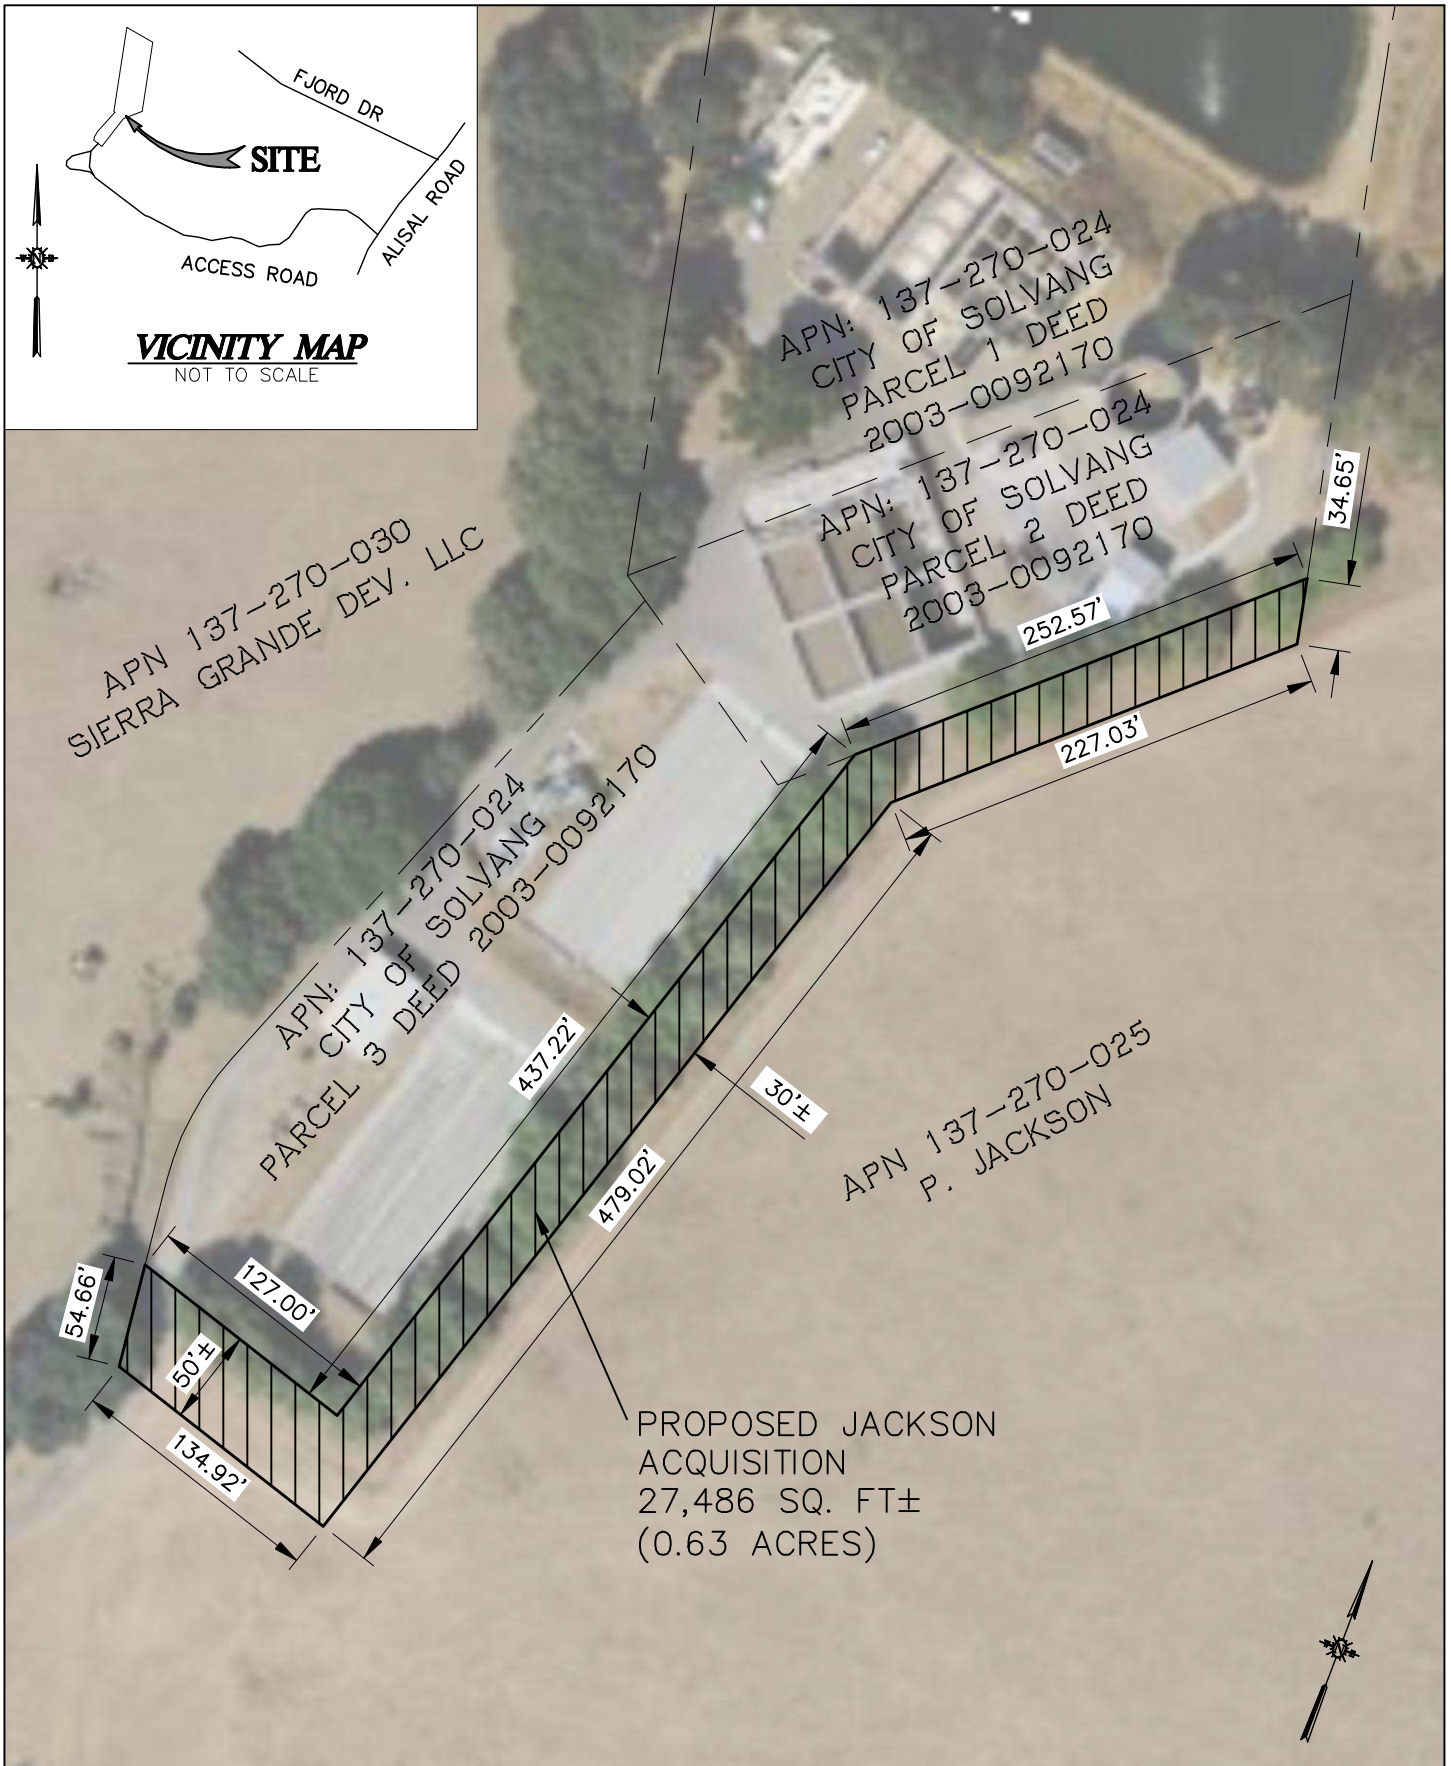 FJORD DR
SITE
ALISAL ROAD
ACCESS ROAD
N
VICINITY MAP
NOT TO SCALE
APN: 137-270-024
CITY OF SOLVANG
PARCEL 1 DEED
2003-0092170
APN: 137-270-024
CITY OF SOLVANG
PARCEL 2 DEED
2003-0092170
34.65'
APN 137-270-030
SIERRA GRANDE DEV. LLC
252.57'
227.03'
APN: 137-270-024
CITY OF SOLVANG
PARCEL 3 DEED 2003-0092170
437.22'
30'±
APN 137-270-025
P. JACKSON
479.02'
127.00'
54.66'
50'±
134.92'
PROPOSED JACKSON
ACQUISITION
27,486 SQ. FT±
(0.63 ACRES)
N